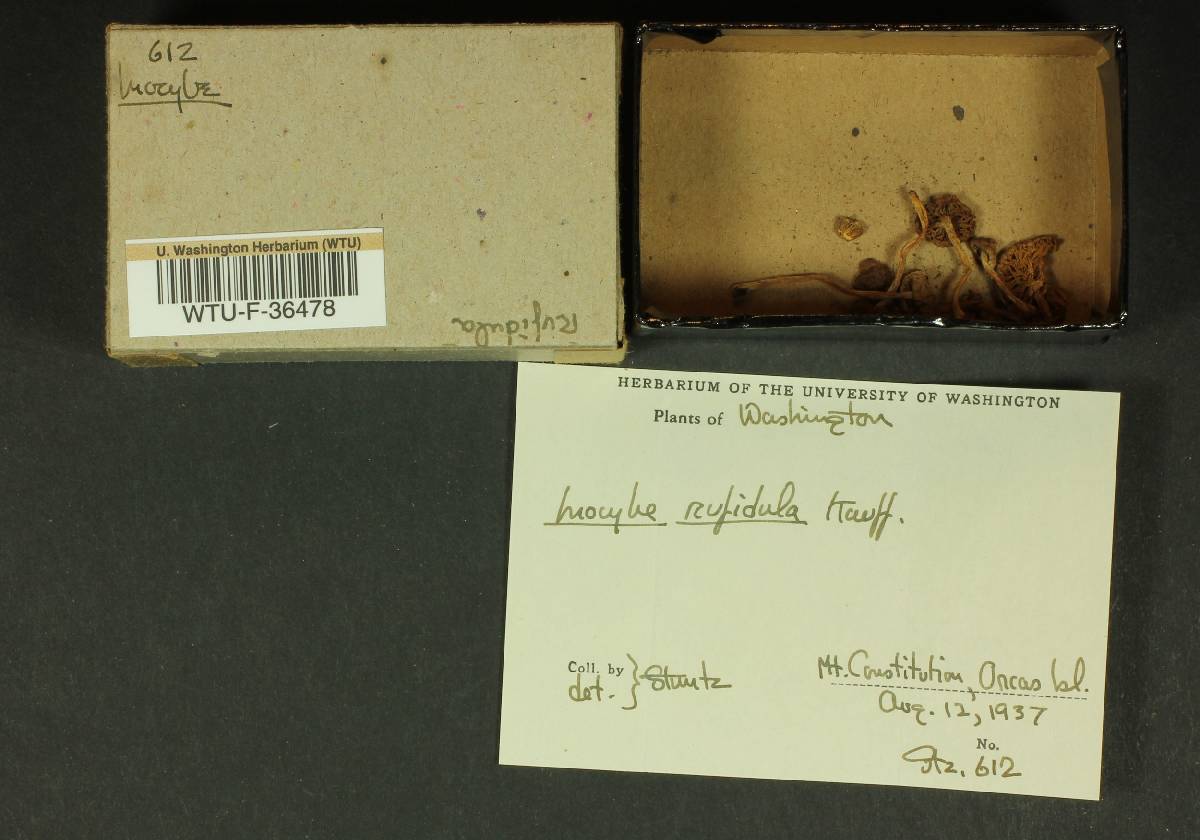 612
Inocybe
U. Washington Herbarium (WTU)
WTU-F-36478
Rufidula
HERBARIUM OF THE UNIVERSITY OF WASHINGTON
Plants of Washington
Inocybe rufidula Kauff.
Coll. by
det. } Stuntz
Mt. Constitution, Orcas Isl.
Aug. 12, 1937
No.
Stz. 612